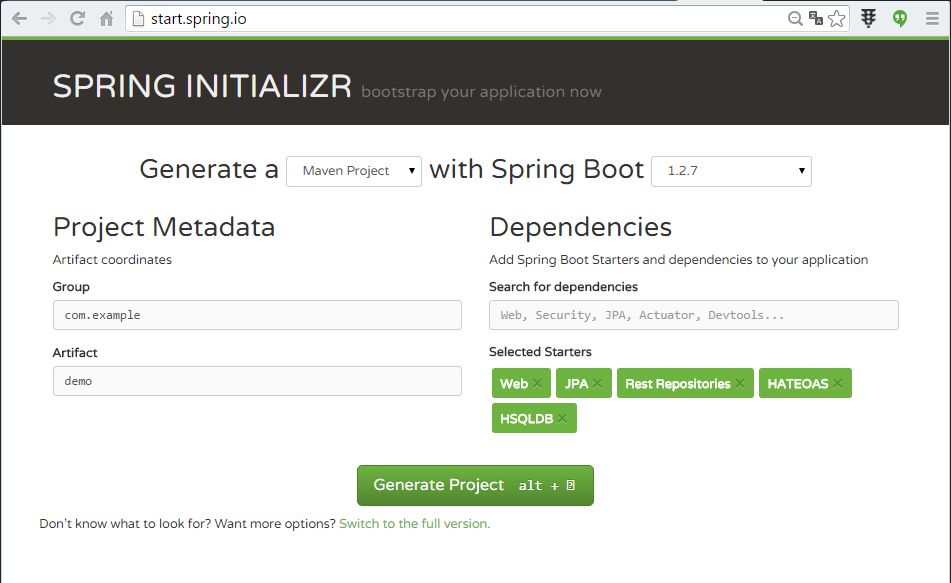 start.spring.io
SPRING INITIALIZR bootstrap your application now
Generate a Maven Project with Spring Boot 1.2.7
Project Metadata
Artifact coordinates
Group
com.example
Artifact
demo
Dependencies
Add Spring Boot Starters and dependencies to your application
Search for dependencies
Web, Security, JPA, Actuator, Devtools...
Selected Starters
Web × JPA × Rest Repositories × HATEOAS ×
HSQLDB ×
Generate Project alt +
Don't know what to look for? Want more options? Switch to the full version.